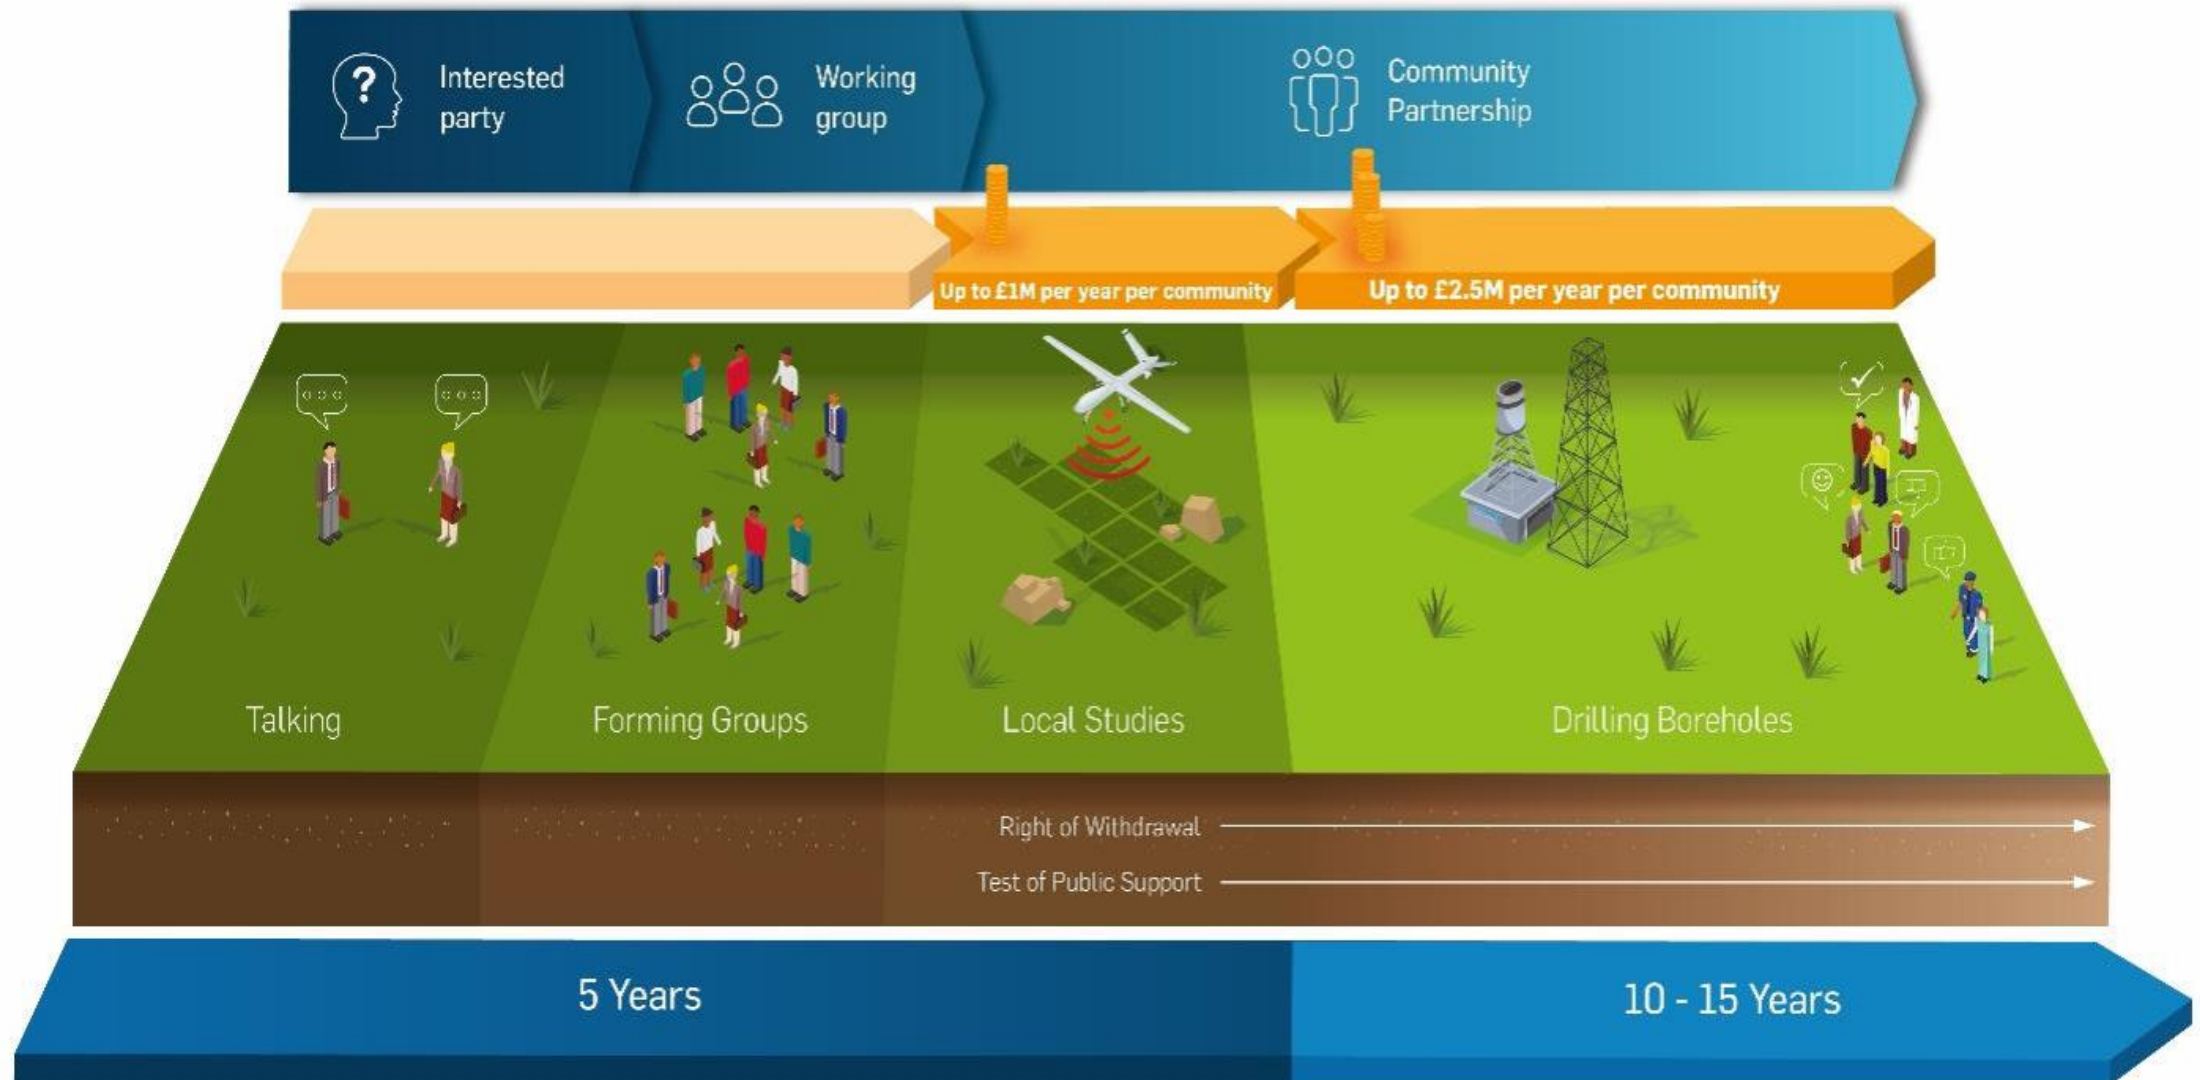 Interested
party
Working
group
Community
Partnership
Up to £1M per year per community
Up to £2.5M per year per community
Talking
Forming Groups
Local Studies
Drilling Boreholes
Right of Withdrawal
Test of Public Support
5 Years
10 - 15 Years